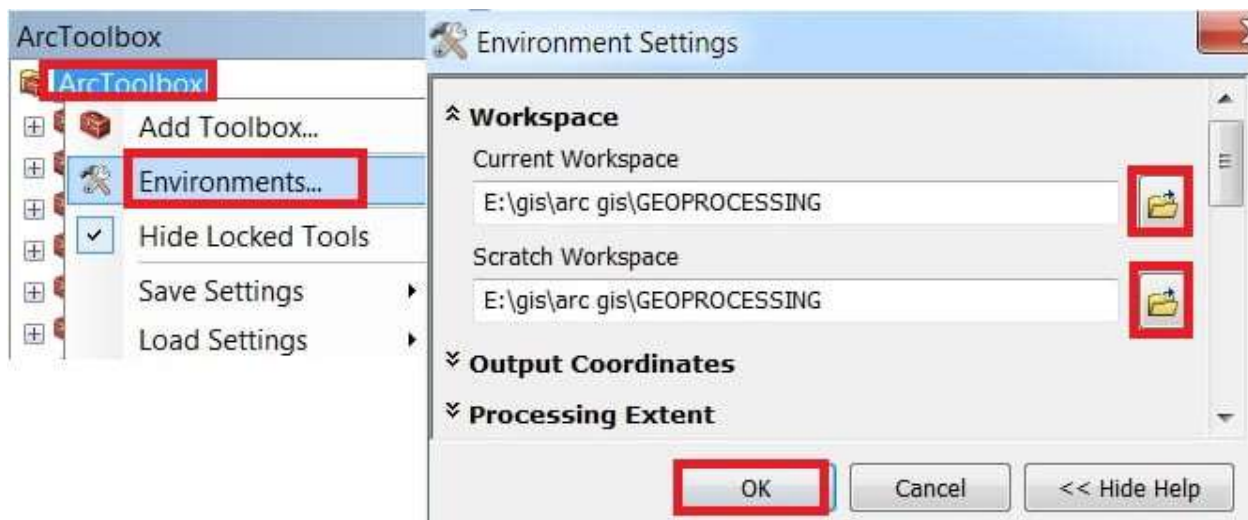 ArcToolbox
ArcToolbox
Add Toolbox...
Environments...
Hide Locked Tools
Save Settings
Load Settings
Environment Settings
Workspace
Current Workspace
E:\gis\arc gis\GEOPROCESSING
Scratch Workspace
E:\gis\arc gis\GEOPROCESSING
Output Coordinates
Processing Extent
OK
Cancel
<< Hide Help